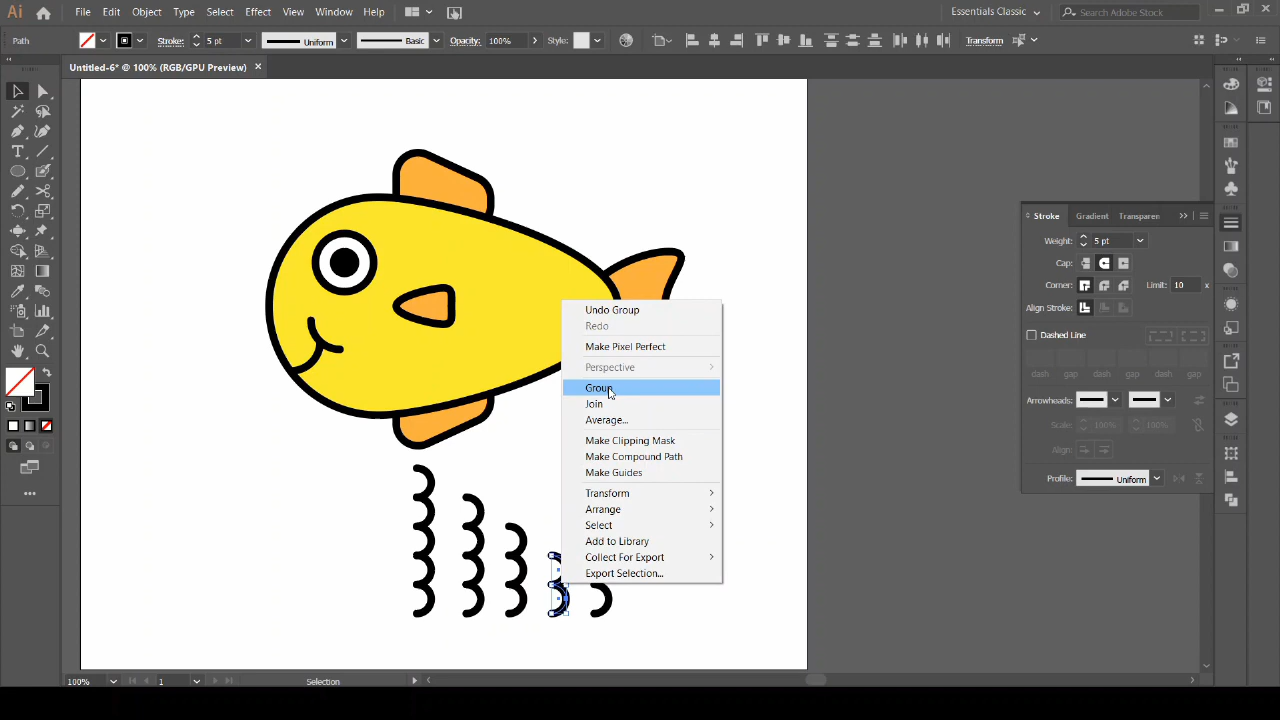 Ai File Edit Object Type Select Effect View Window Help Essentials Classic Search Adobe Stock
Path Stroke: 5 pt Uniform Basic Opacity: 100% Style: Transform
Untitled-6* @ 100% (RGB/GPU Preview) ×
Stroke Gradient Transparen
Weight: 5 pt
Cap:
Corner: Limit: 10 x
Align Stroke:
Dashed Line
dash gap dash gap dash gap
Arrowheads:
Scale: 100% 100%
Align:
Profile: Uniform
Undo Group
Redo
Make Pixel Perfect
Perspective
Group
Join
Average...
Make Clipping Mask
Make Compound Path
Make Guides
Transform
Arrange
Select
Add to Library
Collect For Export
Export Selection...
100% 1 Selection